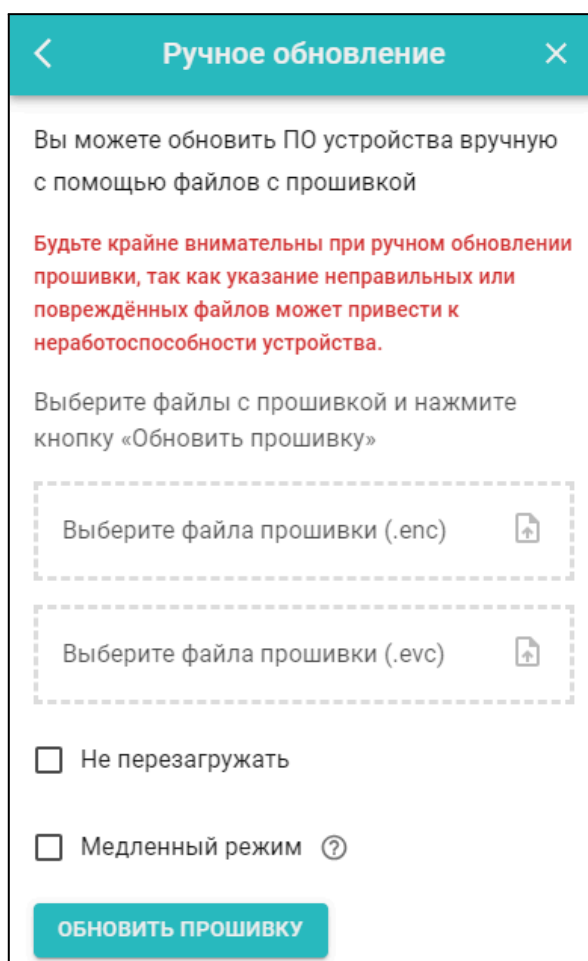 Ручное обновление
Вы можете обновить ПО устройства вручную
с помощью файлов с прошивкой
Будьте крайне внимательны при ручном обновлении
прошивки, так как указание неправильных или
повреждённых файлов может привести к
неработоспособности устройства.
Выберите файлы с прошивкой и нажмите
кнопку «Обновить прошивку»
Выберите файла прошивки (.enc)
Выберите файла прошивки (.evc)
Не перезагружать
Медленный режим ?
ОБНОВИТЬ ПРОШИВКУ